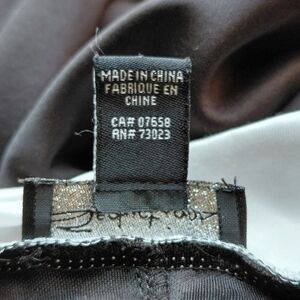 MADE IN CHINA
FABRIQUE EN
CHINE
CA# 07658
RN# 73023